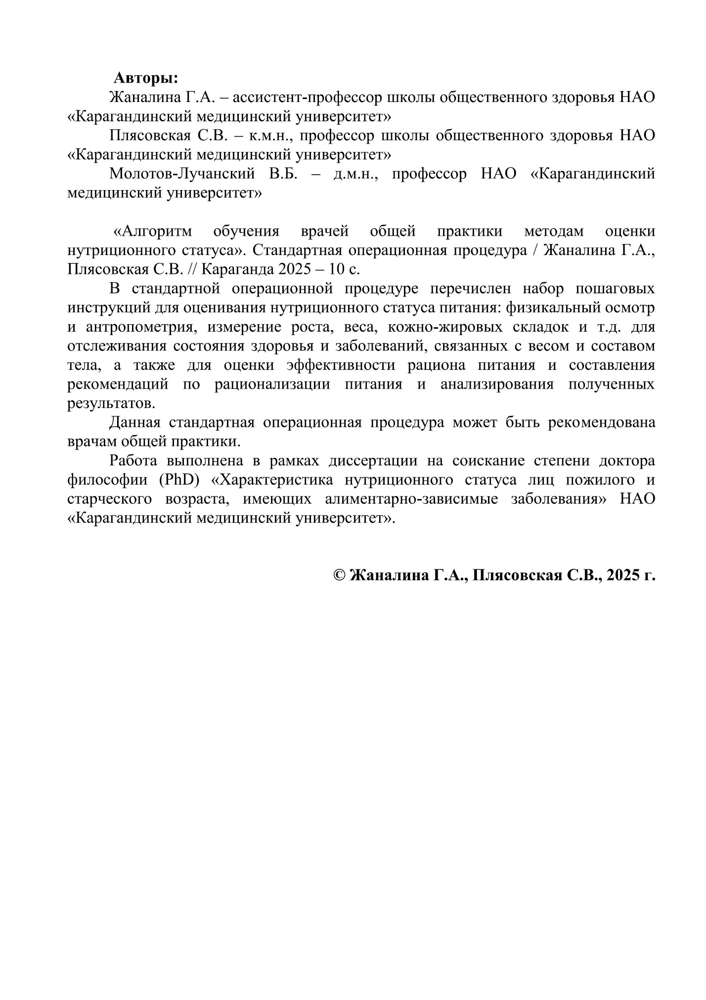 Авторы:
Жаналина Г.А. – ассистент-профессор школы общественного здоровья НАО
«Карагандинский медицинский университет»
Плясовская С.В. – к.м.н., профессор школы общественного здоровья НАО
«Карагандинский медицинский университет»
Молотов-Лучанский В.Б. – д.м.н., профессор НАО «Карагандинский
медицинский университет»
«Алгоритм обучения врачей общей практики методам оценки
нутриционного статуса». Стандартная операционная процедура / Жаналина Г.А.,
Плясовская С.В. // Караганда 2025 – 10 с.
В стандартной операционной процедуре перечислен набор пошаговых
инструкций для оценивания нутриционного статуса питания: физикальный осмотр
и антропометрия, измерение роста, веса, кожно-жировых складок и т.д. для
отслеживания состояния здоровья и заболеваний, связанных с весом и составом
тела, а также для оценки эффективности рациона питания и составления
рекомендаций по рационализации питания и анализирования полученных
результатов.
Данная стандартная операционная процедура может быть рекомендована
врачам общей практики.
Работа выполнена в рамках диссертации на соискание степени доктора
философии (PhD) «Характеристика нутриционного статуса лиц пожилого и
старческого возраста, имеющих алиментарно-зависимые заболевания» НАО
«Карагандинский медицинский университет».
© Жаналина Г.А., Плясовская С.В., 2025 г.